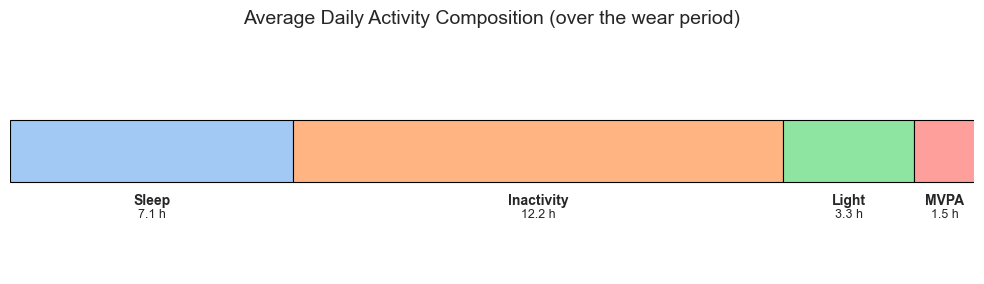 Average Daily Activity Composition (over the wear period)
Sleep
7.1 h
Inactivity
12.2 h
Light
3.3 h
MVPA
1.5 h